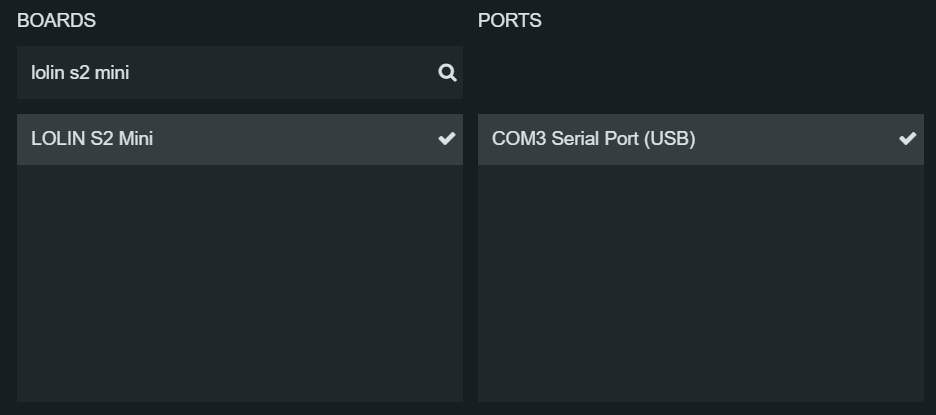 BOARDS
PORTS
lolin s2 mini
LOLIN S2 Mini
COM3 Serial Port (USB)